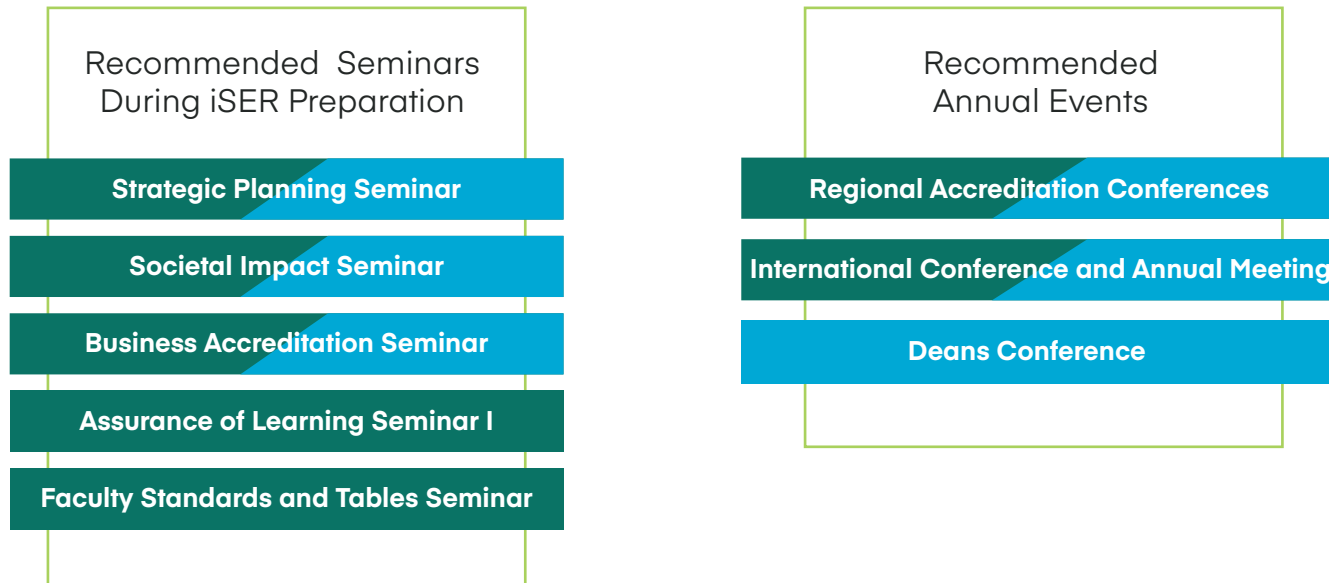 Recommended Seminars
During iSER Preparation
Strategic Planning Seminar
Societal Impact Seminar
Business Accreditation Seminar
Assurance of Learning Seminar I
Faculty Standards and Tables Seminar
Recommended
Annual Events
Regional Accreditation Conferences
International Conference and Annual Meeting
Deans Conference